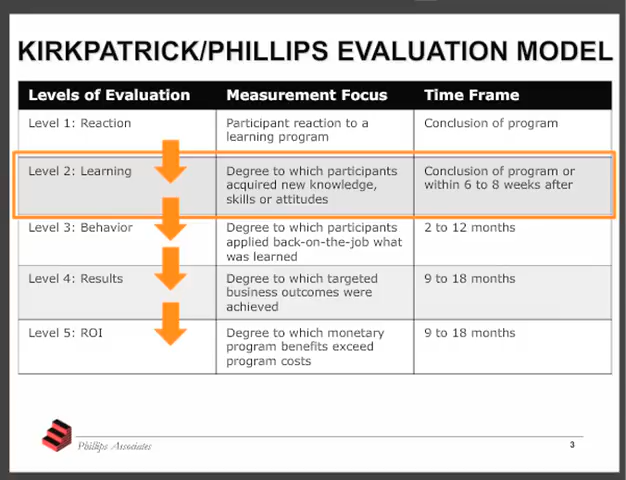 KIRKPATRICK/PHILLIPS EVALUATION MODEL
Levels of Evaluation Measurement Focus Time Frame
Level 1: Reaction Participant reaction to a Conclusion of program
learning program
Level 2: Learning Degree to which participants Conclusion of program or
acquired new knowledge, within 6 to 8 weeks after
skills or attitudes
Level 3: Behavior Degree to which participants 2 to 12 months
applied back-on-the-job what
was learned
Level 4: Results Degree to which targeted 9 to 18 months
business outcomes were
achieved
Level 5: ROI Degree to which monetary 9 to 18 months
program benefits exceed
program costs
Phillips Associates 3